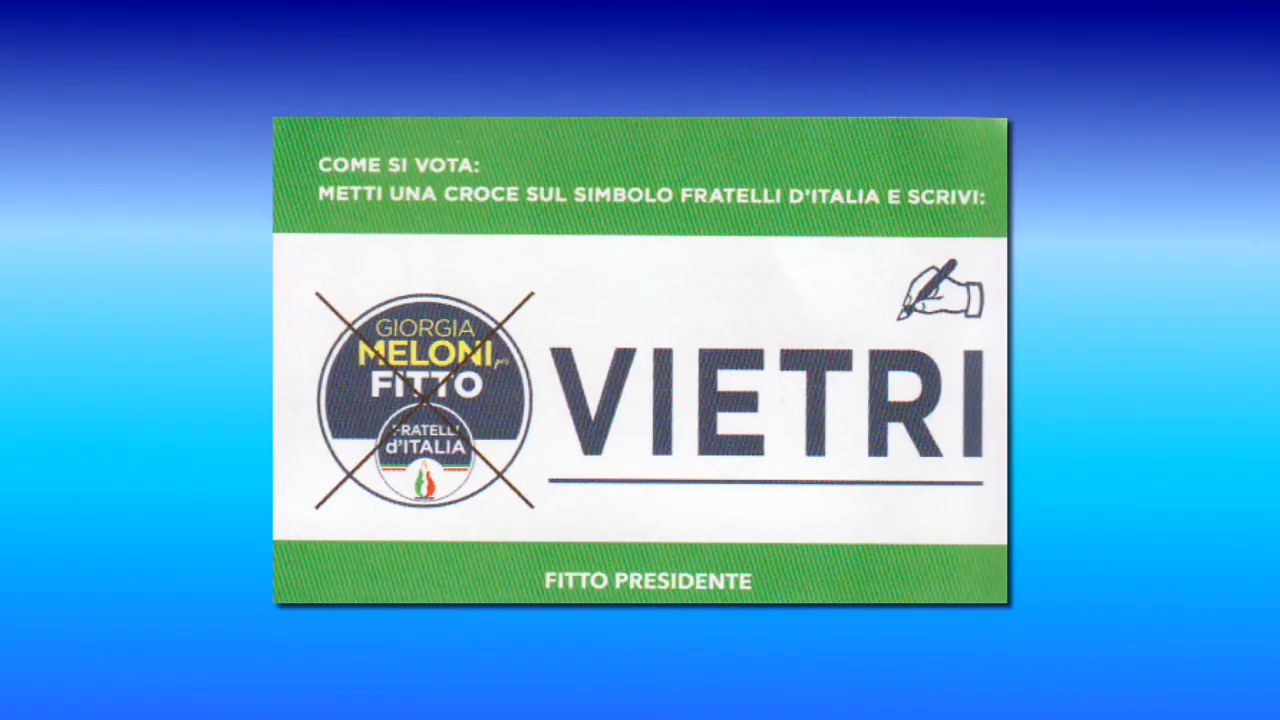 COME SI VOTA:
METTI UNA CROCE SUL SIMBOLO FRATELLI D'ITALIA E SCRIVI:
GIORGIA
MELONI per
FITTO
FRATELLI
d'ITALIA
VIETRI
FITTO PRESIDENTE